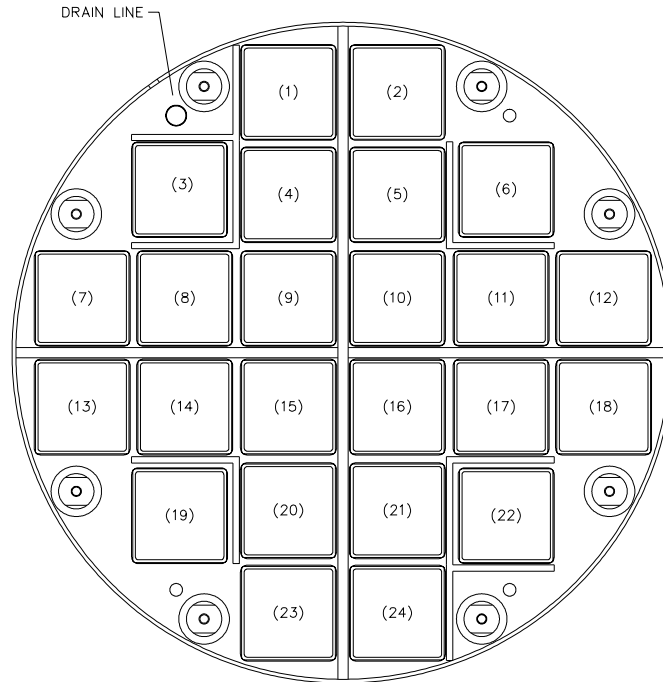 DRAIN LINE
(1) (2)
(3) (4) (5) (6)
(7) (8) (9) (10) (11) (12)
(13) (14) (15) (16) (17) (18)
(19) (20) (21) (22)
(23) (24)